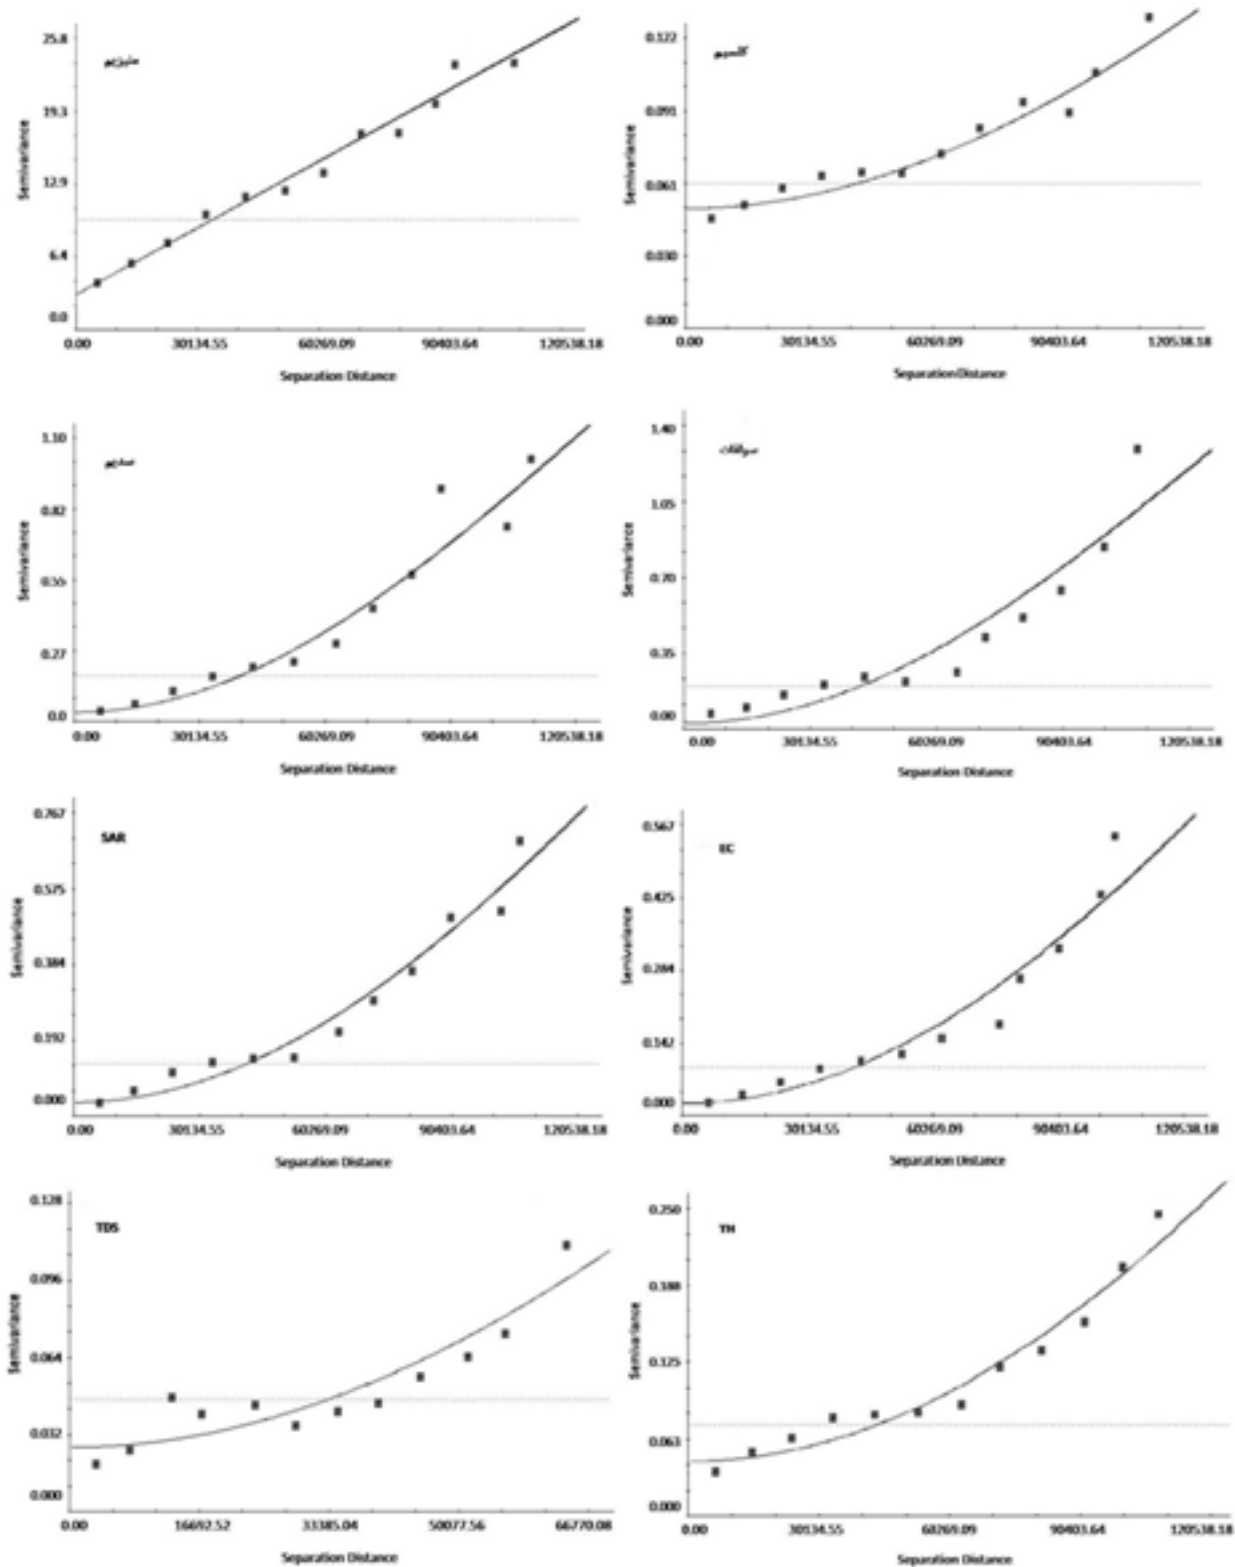 منیزیم
25.8
19.3
12.9
6.4
0.0
Semivariance
0.00 30134.55 60269.09 90403.64 120538.18
Separation Distance
کلسیم
0.122
0.091
0.061
0.030
0.000
Semivariance
0.00 30134.55 60269.09 90403.64 120538.18
Separation Distance
سدیم
1.10
0.82
0.55
0.27
0.0
Semivariance
0.00 30134.55 60269.09 90403.64 120538.18
Separation Distance
سولفات
1.40
1.05
0.70
0.35
0.00
Semivariance
0.00 30134.55 60269.09 90403.64 120538.18
Separation Distance
SAR
0.767
0.575
0.384
0.192
0.000
Semivariance
0.00 30134.55 60269.09 90403.64 120538.18
Separation Distance
EC
0.567
0.425
0.284
0.142
0.000
Semivariance
0.00 30134.55 60269.09 90403.64 120538.18
Separation Distance
TDS
0.128
0.096
0.064
0.032
0.000
Semivariance
0.00 16692.52 33385.04 50077.56 66770.08
Separation Distance
TH
0.250
0.188
0.125
0.063
0.000
Semivariance
0.00 30134.55 60269.09 90403.64 120538.18
Separation Distance